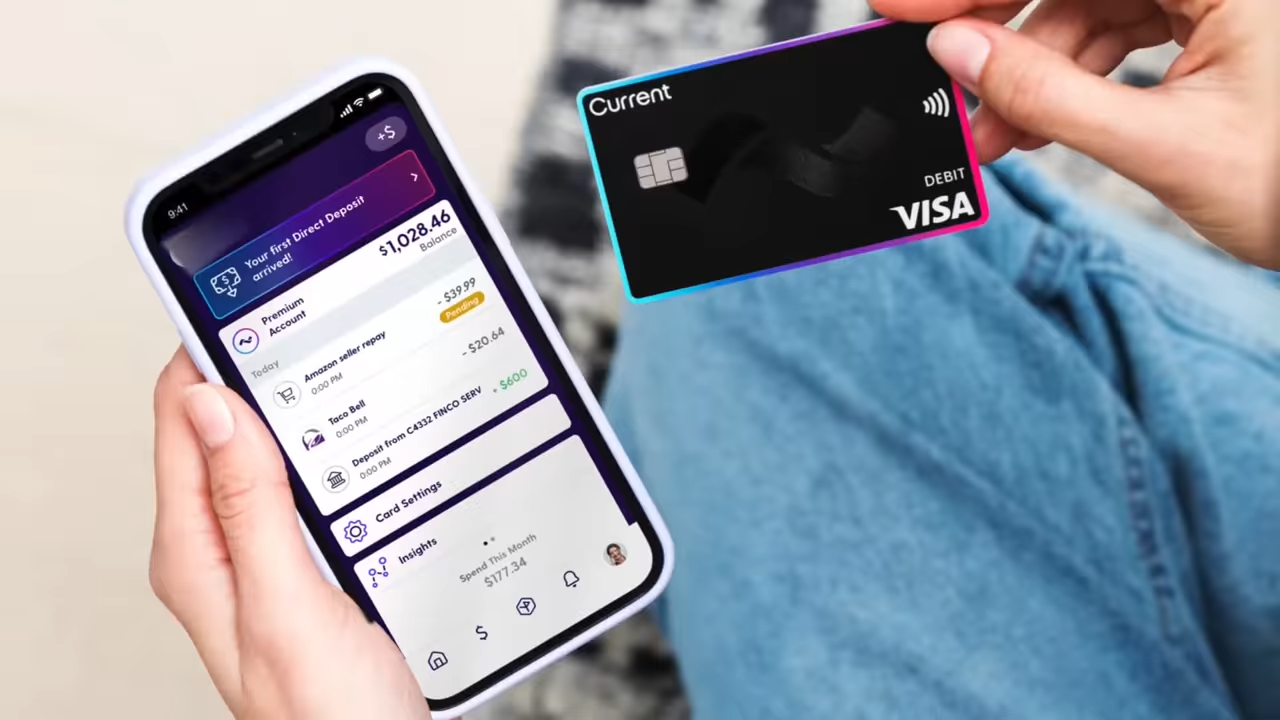 9:41
+$
Your first Direct Deposit
arrived!
$1,028.46
Balance
Premium
Account
Today
Amazon seller repay
0:00 PM
- $39.99
Pending
Taco Bell
0:00 PM
- $20.64
Deposit from C4332 FINCO SERV
0:00 PM
+ $600
Card Settings
Insights
Spend This Month
$177.34
Current
DEBIT
VISA